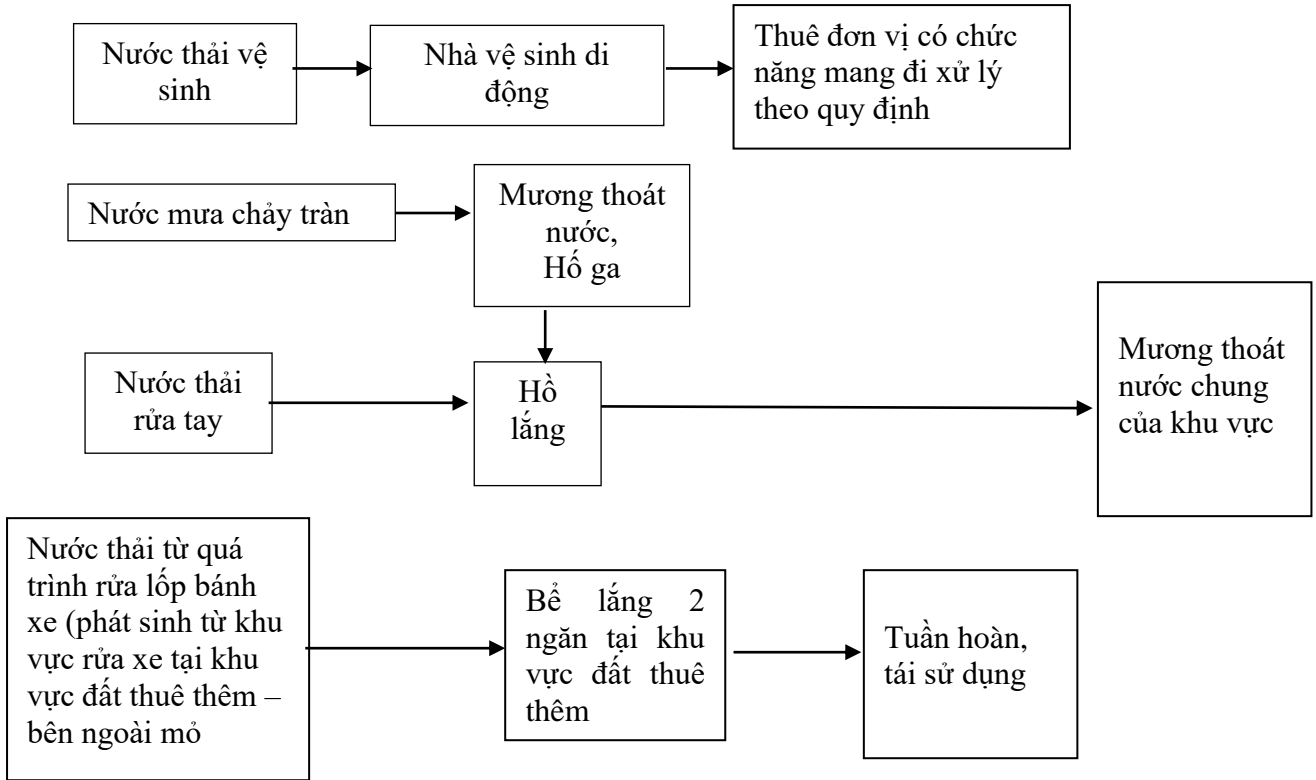 Nước thải vệ
sinh
Nhà vệ sinh di
động
Thuê đơn vị có chức
năng mang đi xử lý
theo quy định
Nước mưa chảy tràn
Mương thoát
nước,
Hố ga
Nước thải
rửa tay
Hồ
lắng
Mương thoát
nước chung
của khu vực
Nước thải từ quá
trình rửa lốp bánh
xe (phát sinh từ khu
vực rửa xe tại khu
vực đất thuê thêm –
bên ngoài mỏ
Bể lắng 2
ngăn tại khu
vực đất thuê
thêm
Tuần hoàn,
tái sử dụng